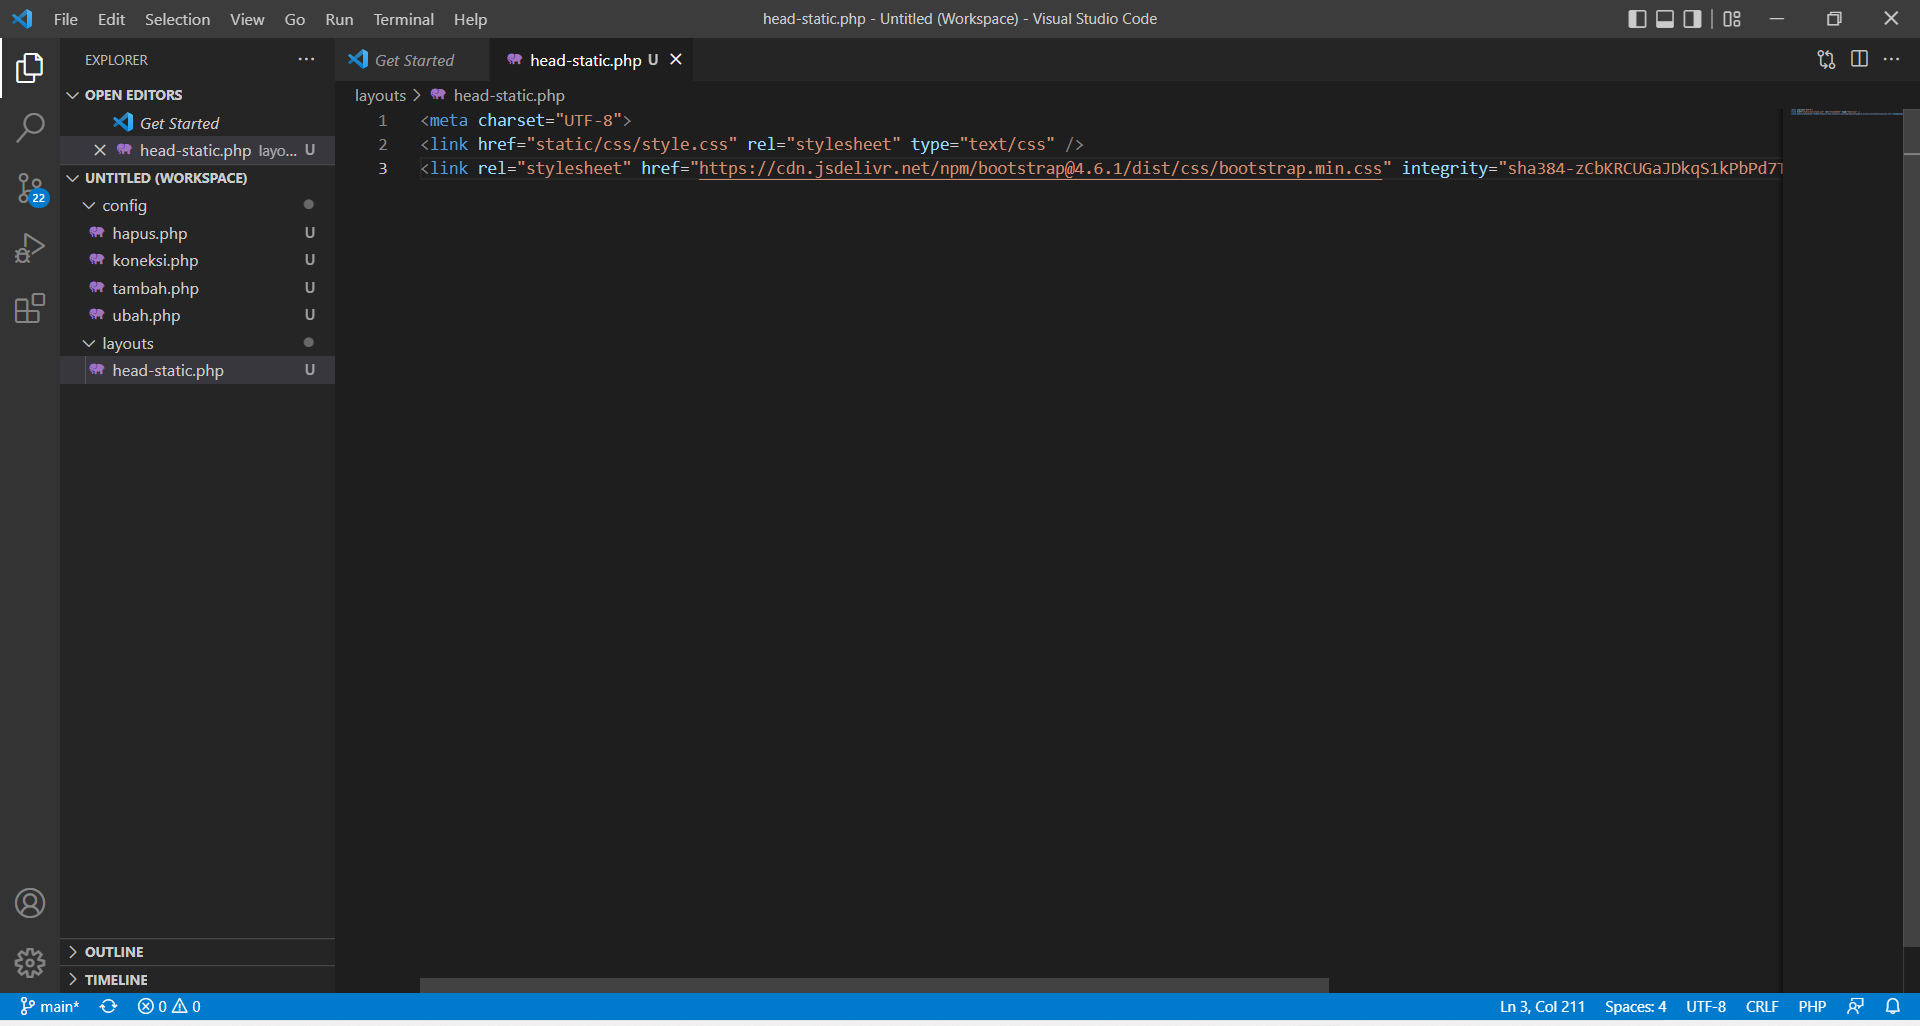 File Edit Selection View Go Run Terminal Help
head-static.php - Untitled (Workspace) - Visual Studio Code
EXPLORER
OPEN EDITORS
Get Started
head-static.php layo... U
UNTITLED (WORKSPACE)
config
hapus.php U
koneksi.php U
tambah.php U
ubah.php U
layouts
head-static.php U
22
OUTLINE
TIMELINE
Get Started
head-static.php U
layouts > head-static.php
1 <meta charset="UTF-8">
2 <link href="static/css/style.css" rel="stylesheet" type="text/css" />
3 <link rel="stylesheet" href="https://cdn.jsdelivr.net/npm/bootstrap@4.6.1/dist/css/bootstrap.min.css" integrity="sha384-zCbKRCUGaJDkqS1kPbPd7T
main* 0 0
Ln 3, Col 211 Spaces: 4 UTF-8 CRLF PHP